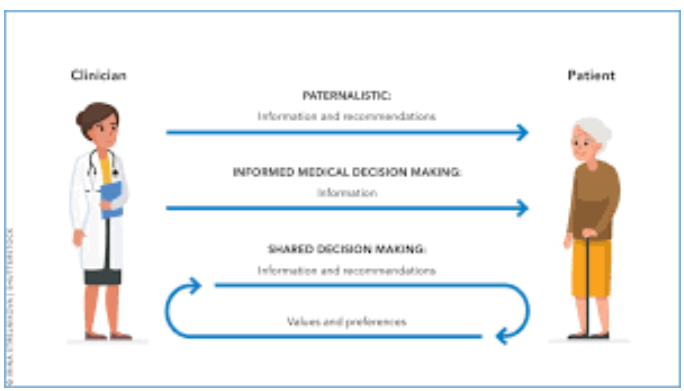 Clinician
Patient
PATERNALISTIC:
Information and recommendations
INFORMED MEDICAL DECISION MAKING:
Information
SHARED DECISION MAKING:
Information and recommendations
Values and preferences
SHUTTERSTOCK